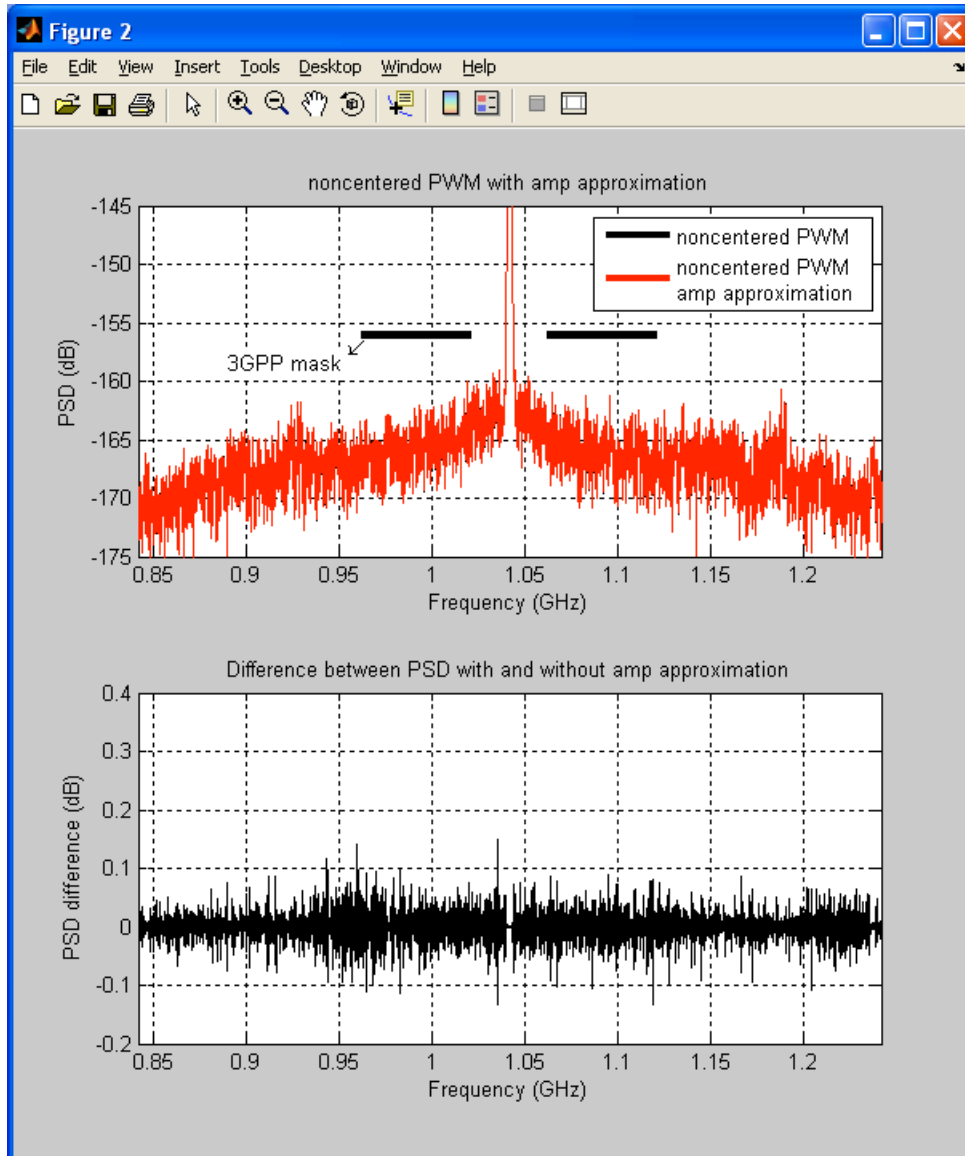 Figure 2
File Edit View Insert Tools Desktop Window Help
noncentered PWM with amp approximation
-145
-150
-155
-160
-165
-170
-175
PSD (dB)
noncentered PWM
noncentered PWM
amp approximation
3GPP mask
0.85 0.9 0.95 1 1.05 1.1 1.15 1.2
Frequency (GHz)
Difference between PSD with and without amp approximation
0.4
0.3
0.2
0.1
0
-0.1
-0.2
PSD difference (dB)
0.85 0.9 0.95 1 1.05 1.1 1.15 1.2
Frequency (GHz)